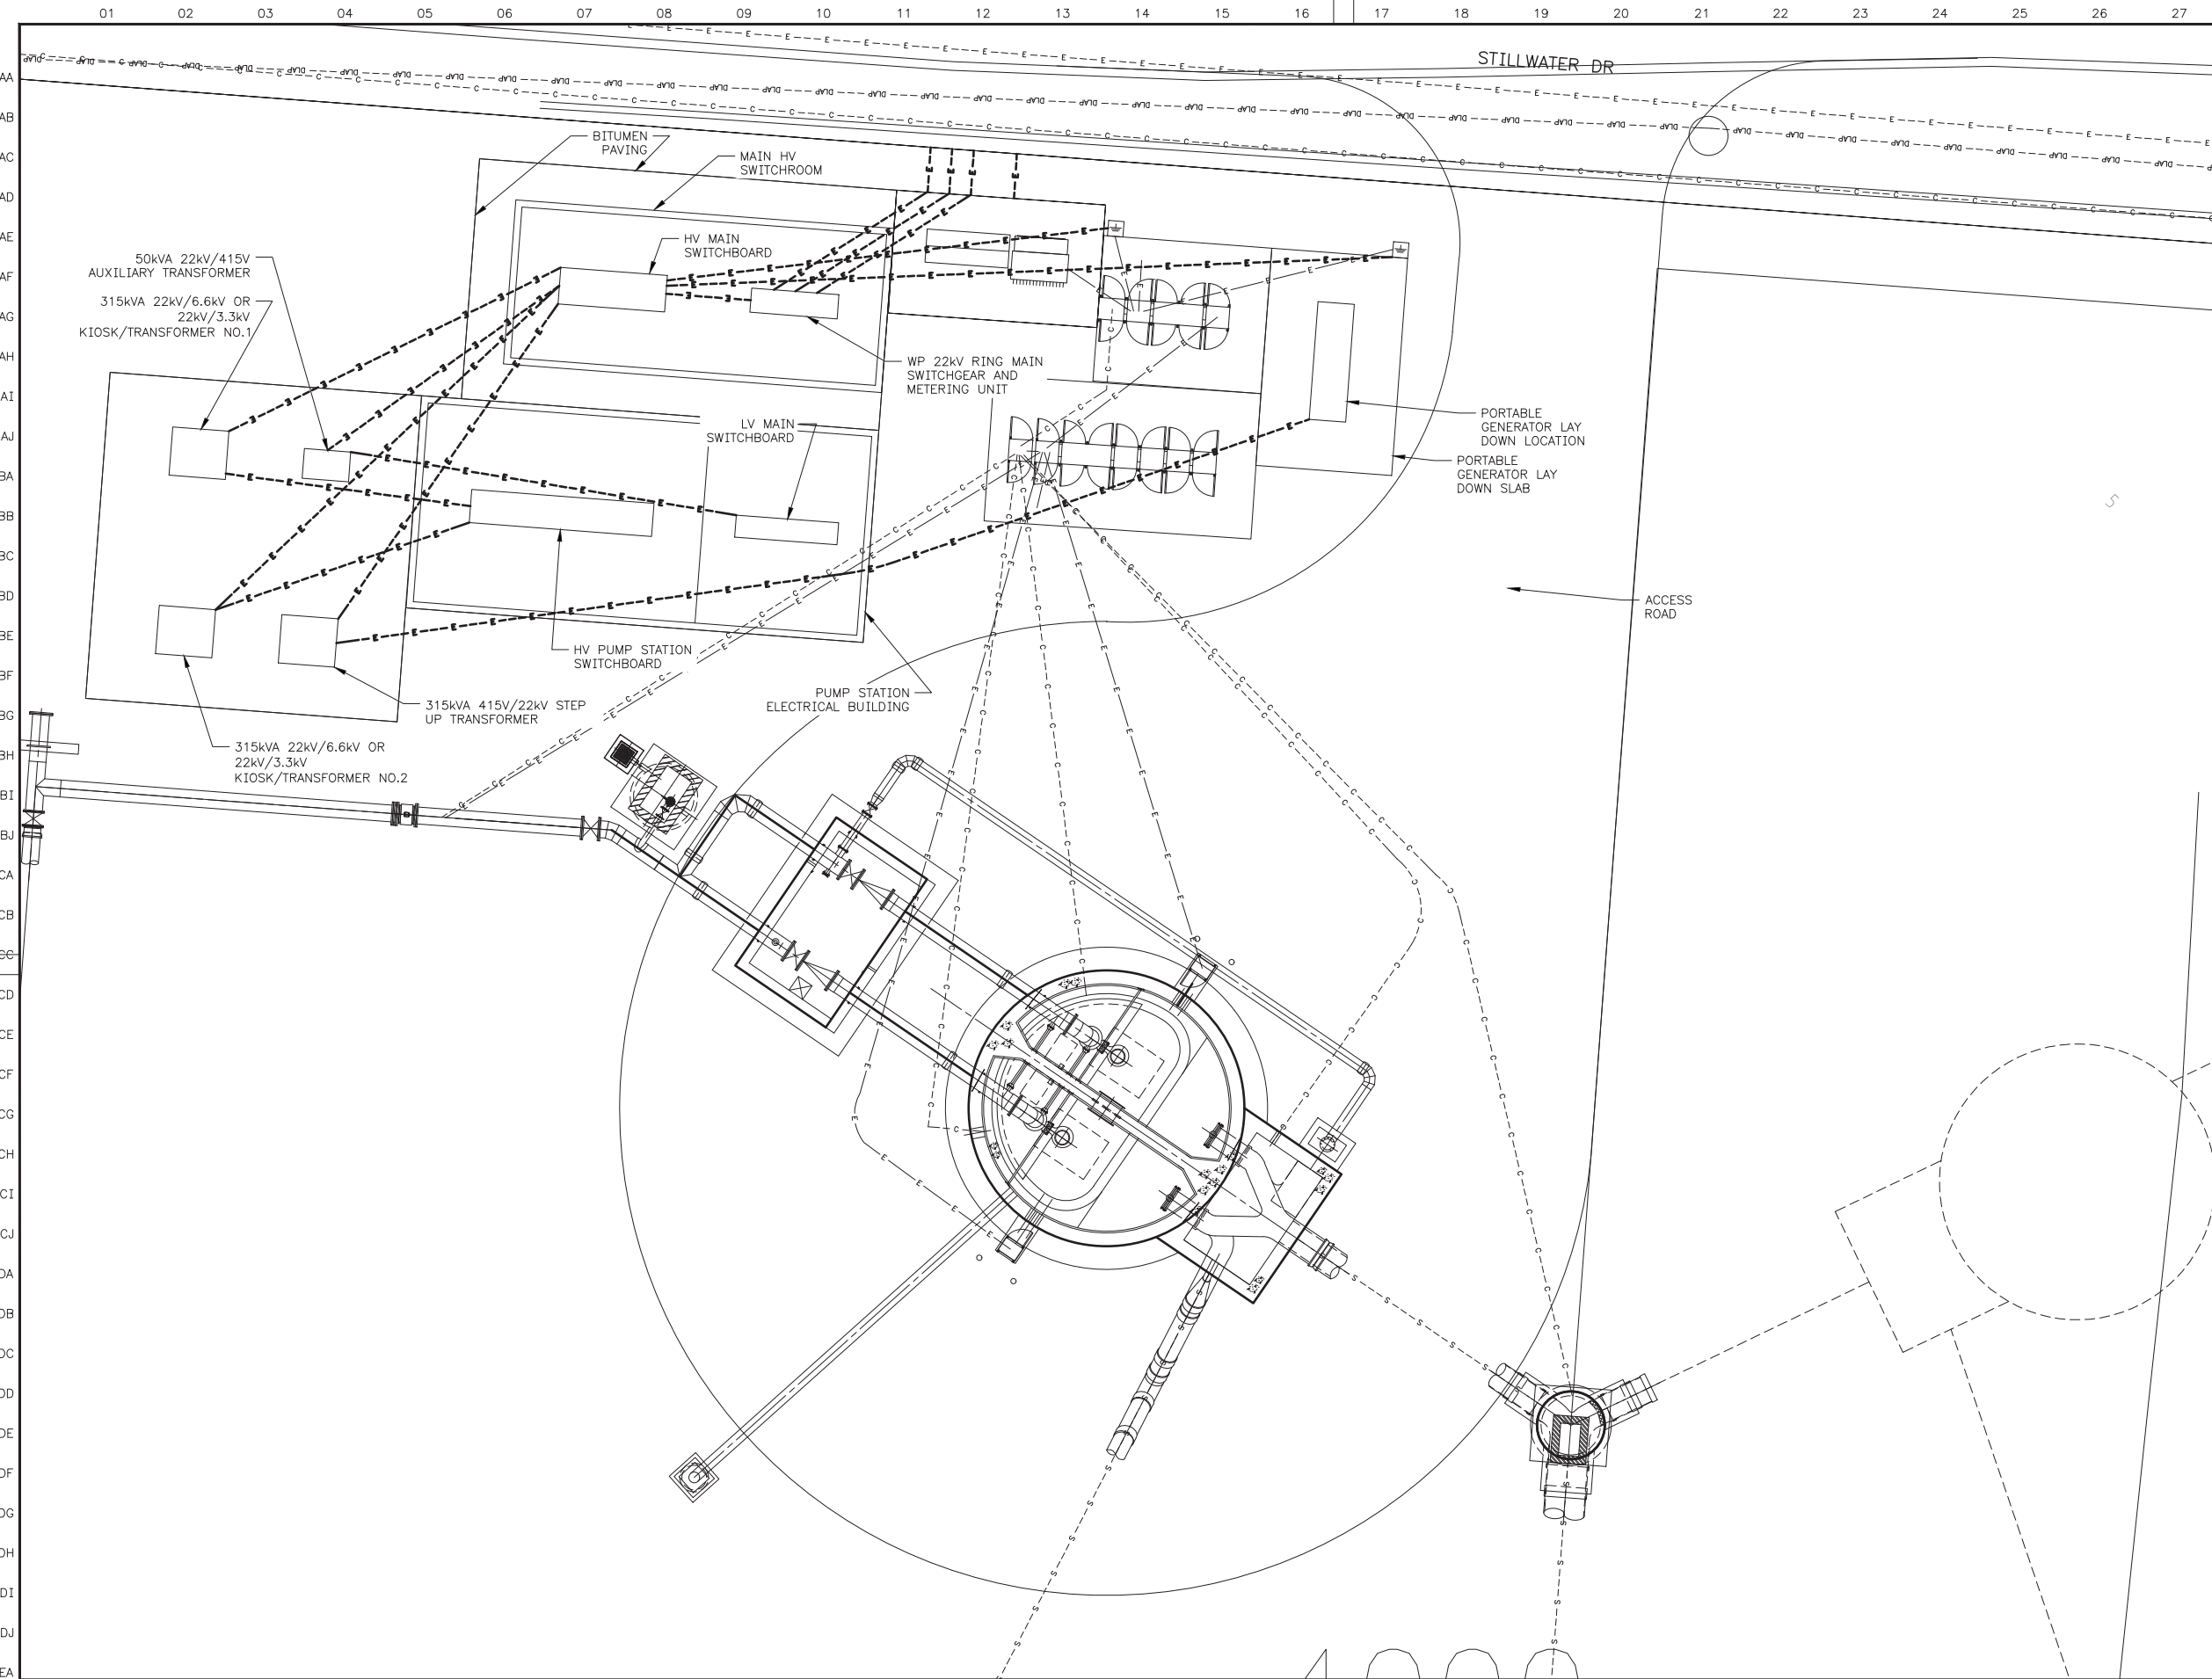 01 02 03 04 05 06 07 08 09 10 11 12 13 14 15 16 17 18 19 20 21 22 23 24 25 26 27
STILLWATER DR
AA
AB
AC
AD
AE
AF
AG
AH
AI
AJ
BA
BB
BC
BD
BE
BF
BG
BH
BI
BJ
CA
CB
CC
CD
CE
CF
CG
CH
CI
CJ
DA
DB
DC
DD
DE
DF
DG
DH
DI
DJ
EA
BITUMEN
PAVING
MAIN HV
SWITCHROOM
HV MAIN
SWITCHBOARD
50kVA 22kV/415V
AUXILIARY TRANSFORMER
315kVA 22kV/6.6kV OR
22kV/3.3kV
KIOSK/TRANSFORMER NO.1
WP 22kV RING MAIN
SWITCHGEAR AND
METERING UNIT
LV MAIN
SWITCHBOARD
PORTABLE
GENERATOR LAY
DOWN LOCATION
PORTABLE
GENERATOR LAY
DOWN SLAB
ACCESS
ROAD
HV PUMP STATION
SWITCHBOARD
PUMP STATION
ELECTRICAL BUILDING
315kVA 415V/22kV STEP
UP TRANSFORMER
315kVA 22kV/6.6kV OR
22kV/3.3kV
KIOSK/TRANSFORMER NO.2